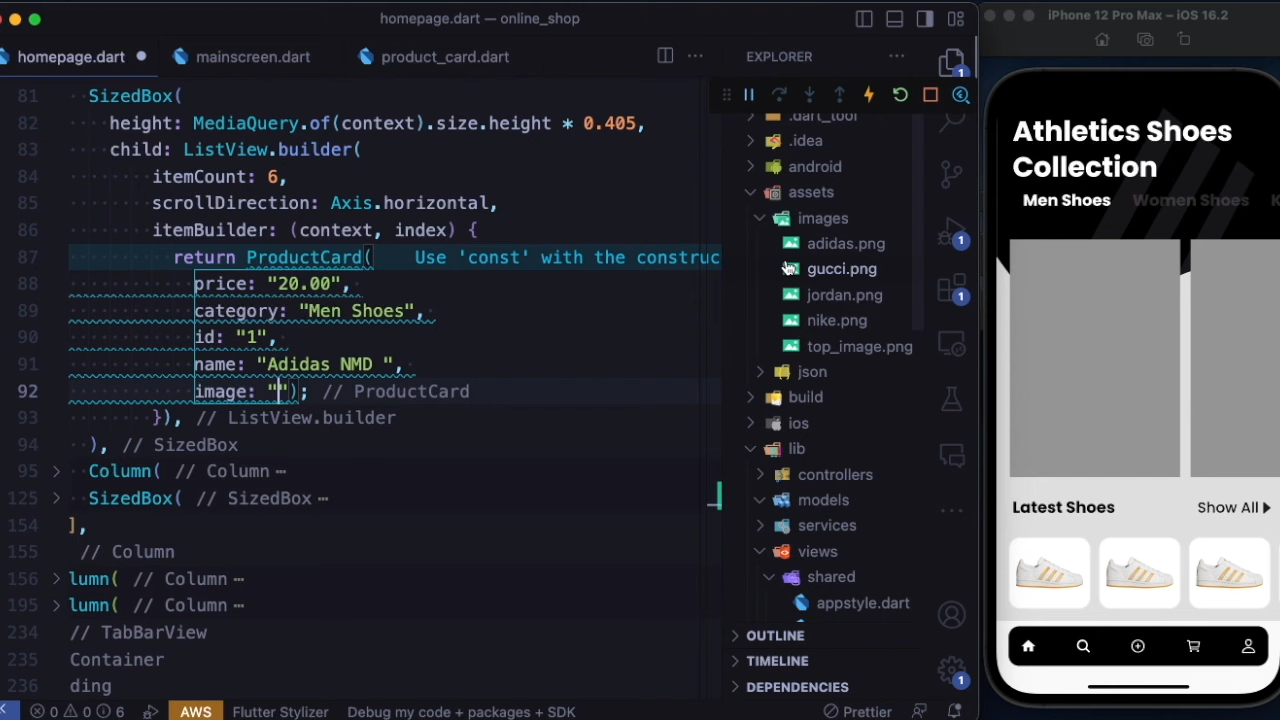 homepage.dart — online_shop
iPhone 12 Pro Max – iOS 16.2
homepage.dart
mainscreen.dart
product_card.dart
EXPLORER
81 SizedBox(
82 height: MediaQuery.of(context).size.height * 0.405,
83 child: ListView.builder(
84 itemCount: 6,
85 scrollDirection: Axis.horizontal,
86 itemBuilder: (context, index) {
87 return ProductCard( Use 'const' with the construc
88 price: "20.00",
89 category: "Men Shoes",
90 id: "1",
91 name: "Adidas NMD ",
92 image: ""); // ProductCard
93 }), // ListView.builder
94 ), // SizedBox
95 Column( // Column
125 SizedBox( // SizedBox
154 ],
155 // Column
156 lumn( // Column
195 lumn( // Column
234 // TabBarView
235 Container
236 ding
.dart_tool
.idea
android
assets
images
adidas.png
gucci.png
jordan.png
nike.png
top_image.png
json
build
ios
lib
controllers
models
services
views
shared
appstyle.dart
OUTLINE
TIMELINE
DEPENDENCIES
1
1
1
1
Athletics Shoes
Collection
Men Shoes Women Shoes K
Latest Shoes Show All
0 0 6 AWS Flutter Stylizer Debug my code + packages + SDK Prettier